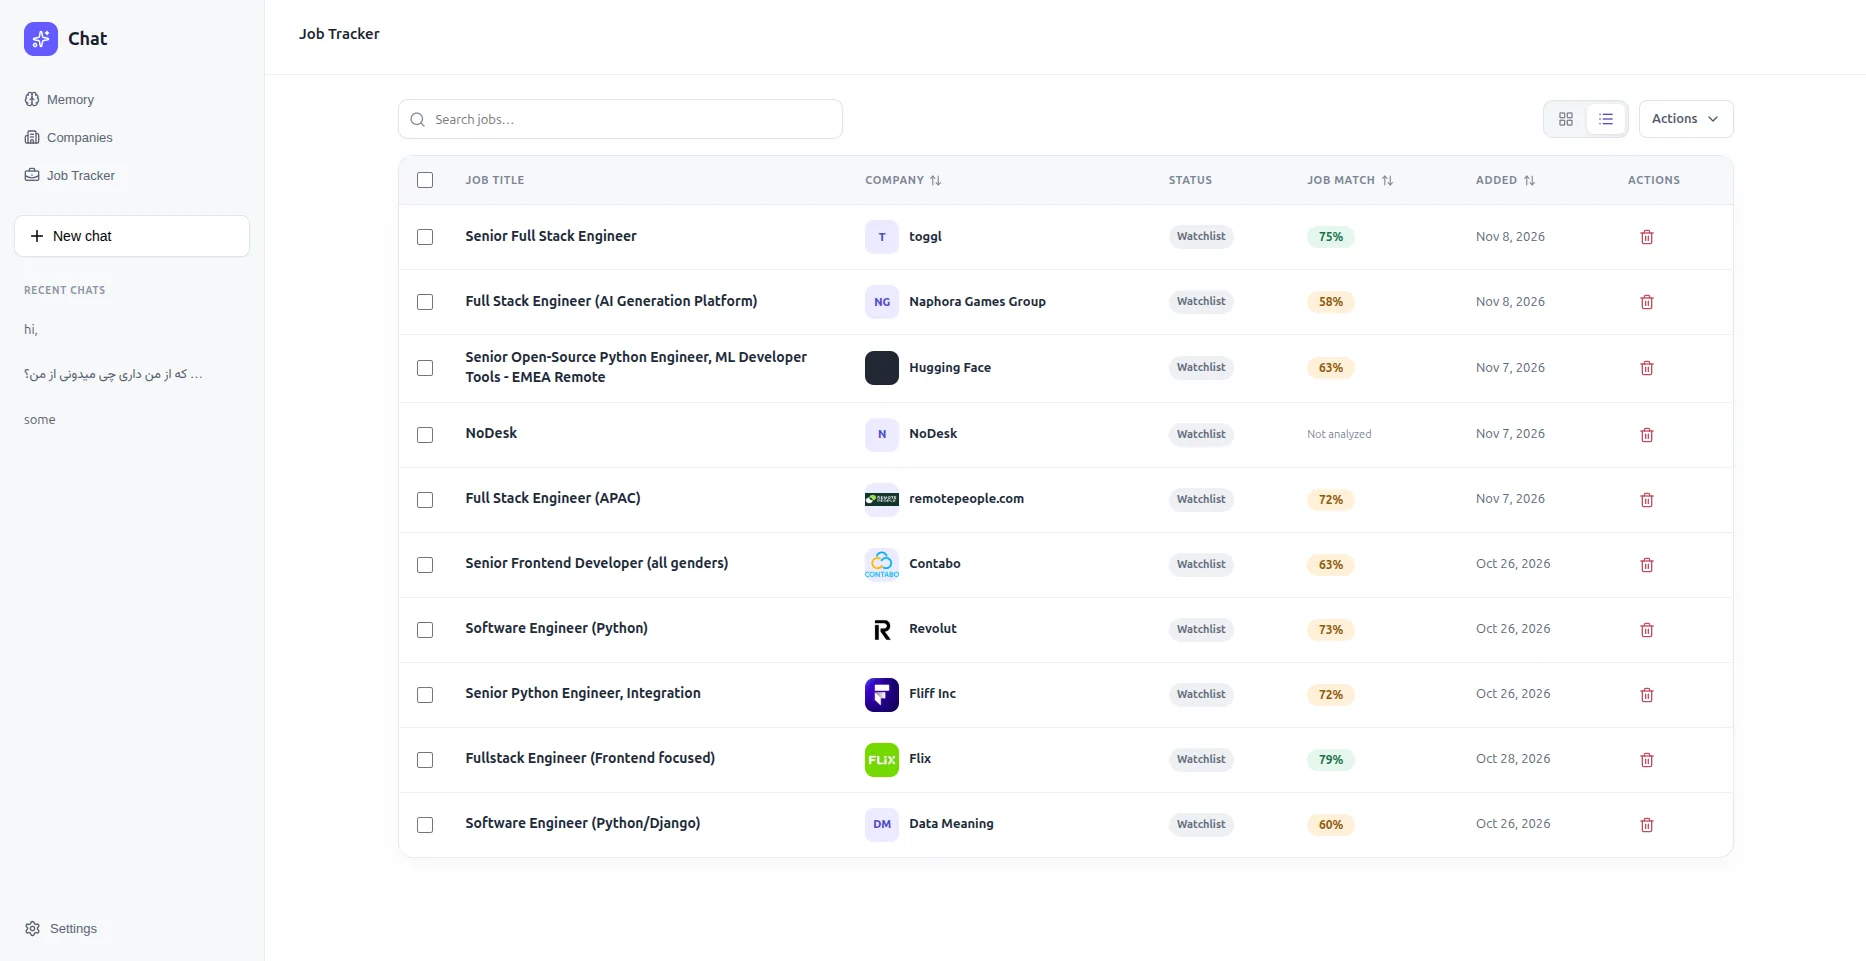 Chat
Memory
Companies
Job Tracker
New chat
RECENT CHATS
hi,
که از من داری چی میدونی از من؟ ...
some
Settings
Job Tracker
Search jobs...
Actions
JOB TITLE COMPANY STATUS JOB MATCH ADDED ACTIONS
Senior Full Stack Engineer T toggl Watchlist 75% Nov 8, 2026
Full Stack Engineer (AI Generation Platform) NG Naphora Games Group Watchlist 58% Nov 8, 2026
Senior Open-Source Python Engineer, ML Developer
Tools - EMEA Remote Hugging Face Watchlist 63% Nov 7, 2026
NoDesk N NoDesk Watchlist Not analyzed Nov 7, 2026
Full Stack Engineer (APAC) REMOTE PEOPLE remotepeople.com Watchlist 72% Nov 7, 2026
Senior Frontend Developer (all genders) CONTABO Contabo Watchlist 63% Oct 26, 2026
Software Engineer (Python) R Revolut Watchlist 73% Oct 26, 2026
Senior Python Engineer, Integration Fliff Inc Watchlist 72% Oct 26, 2026
Fullstack Engineer (Frontend focused) FLiX Flix Watchlist 79% Oct 28, 2026
Software Engineer (Python/Django) DM Data Meaning Watchlist 60% Oct 26, 2026